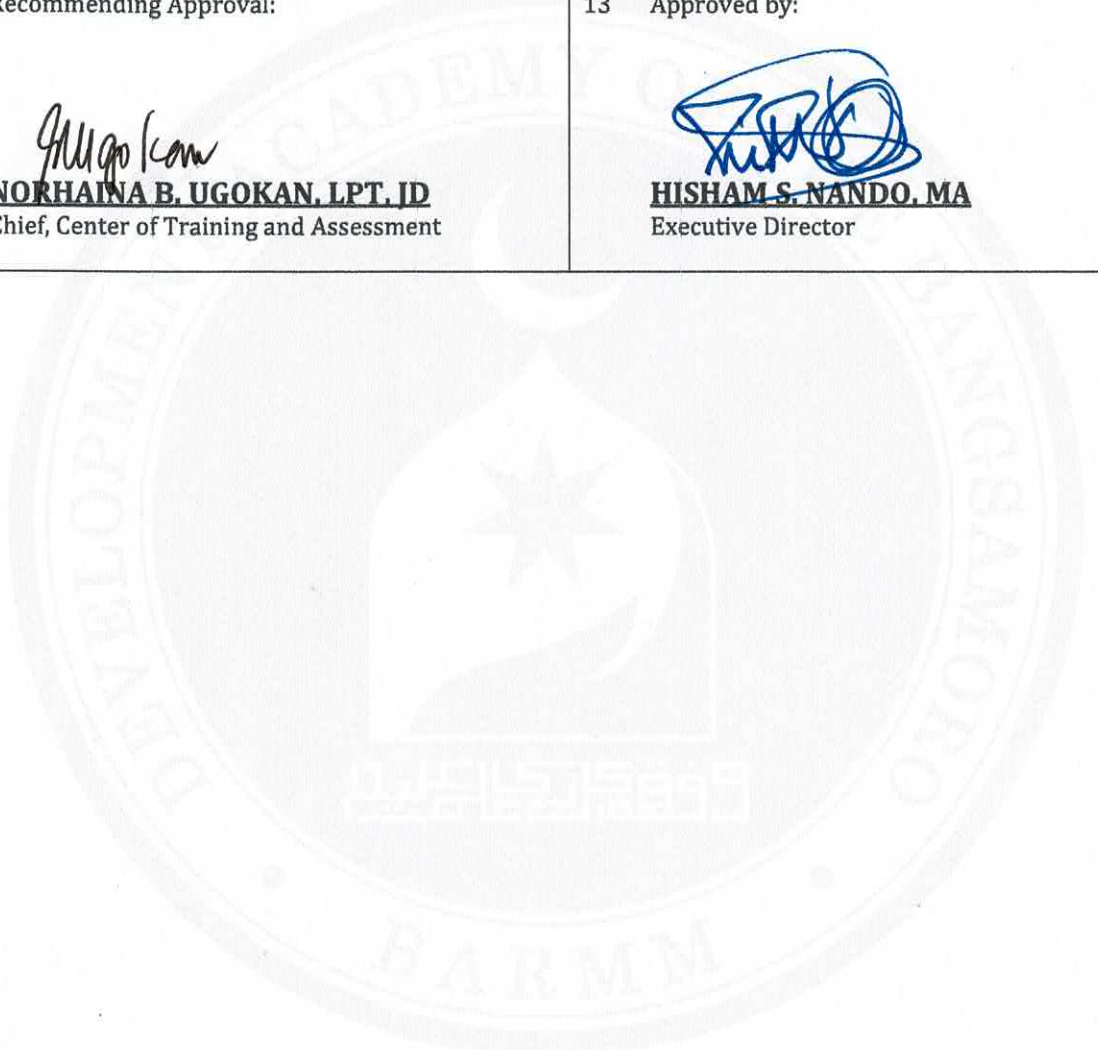 Recommending Approval:
NORHAINA B. UGOKAN, LPT, JD
Chief, Center of Training and Assessment
13 Approved by:
HISHAM S. NANDO, MA
Executive Director
DEVELOPMENT ACADEMY OF THE BANGSAMORO
BARMM